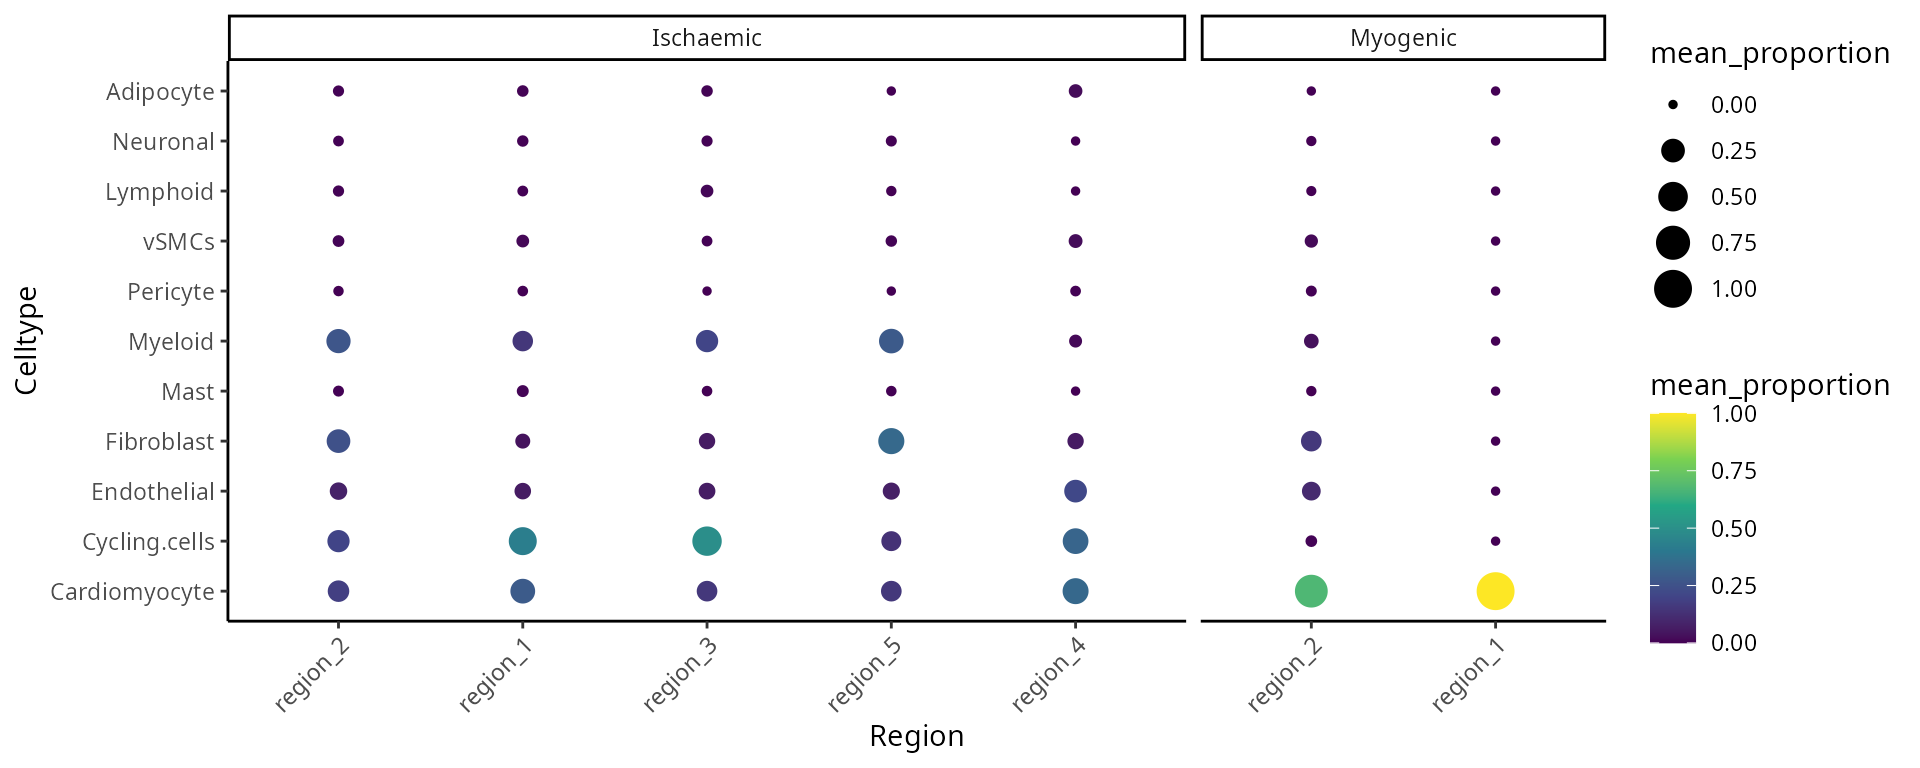 Ischaemic
Myogenic
Celltype
Adipocyte
Neuronal
Lymphoid
vSMCs
Pericyte
Myeloid
Mast
Fibroblast
Endothelial
Cycling.cells
Cardiomyocyte
region_2
region_1
region_3
region_5
region_4
region_2
region_1
Region
mean_proportion
0.00
0.25
0.50
0.75
1.00
mean_proportion
1.00
0.75
0.50
0.25
0.00